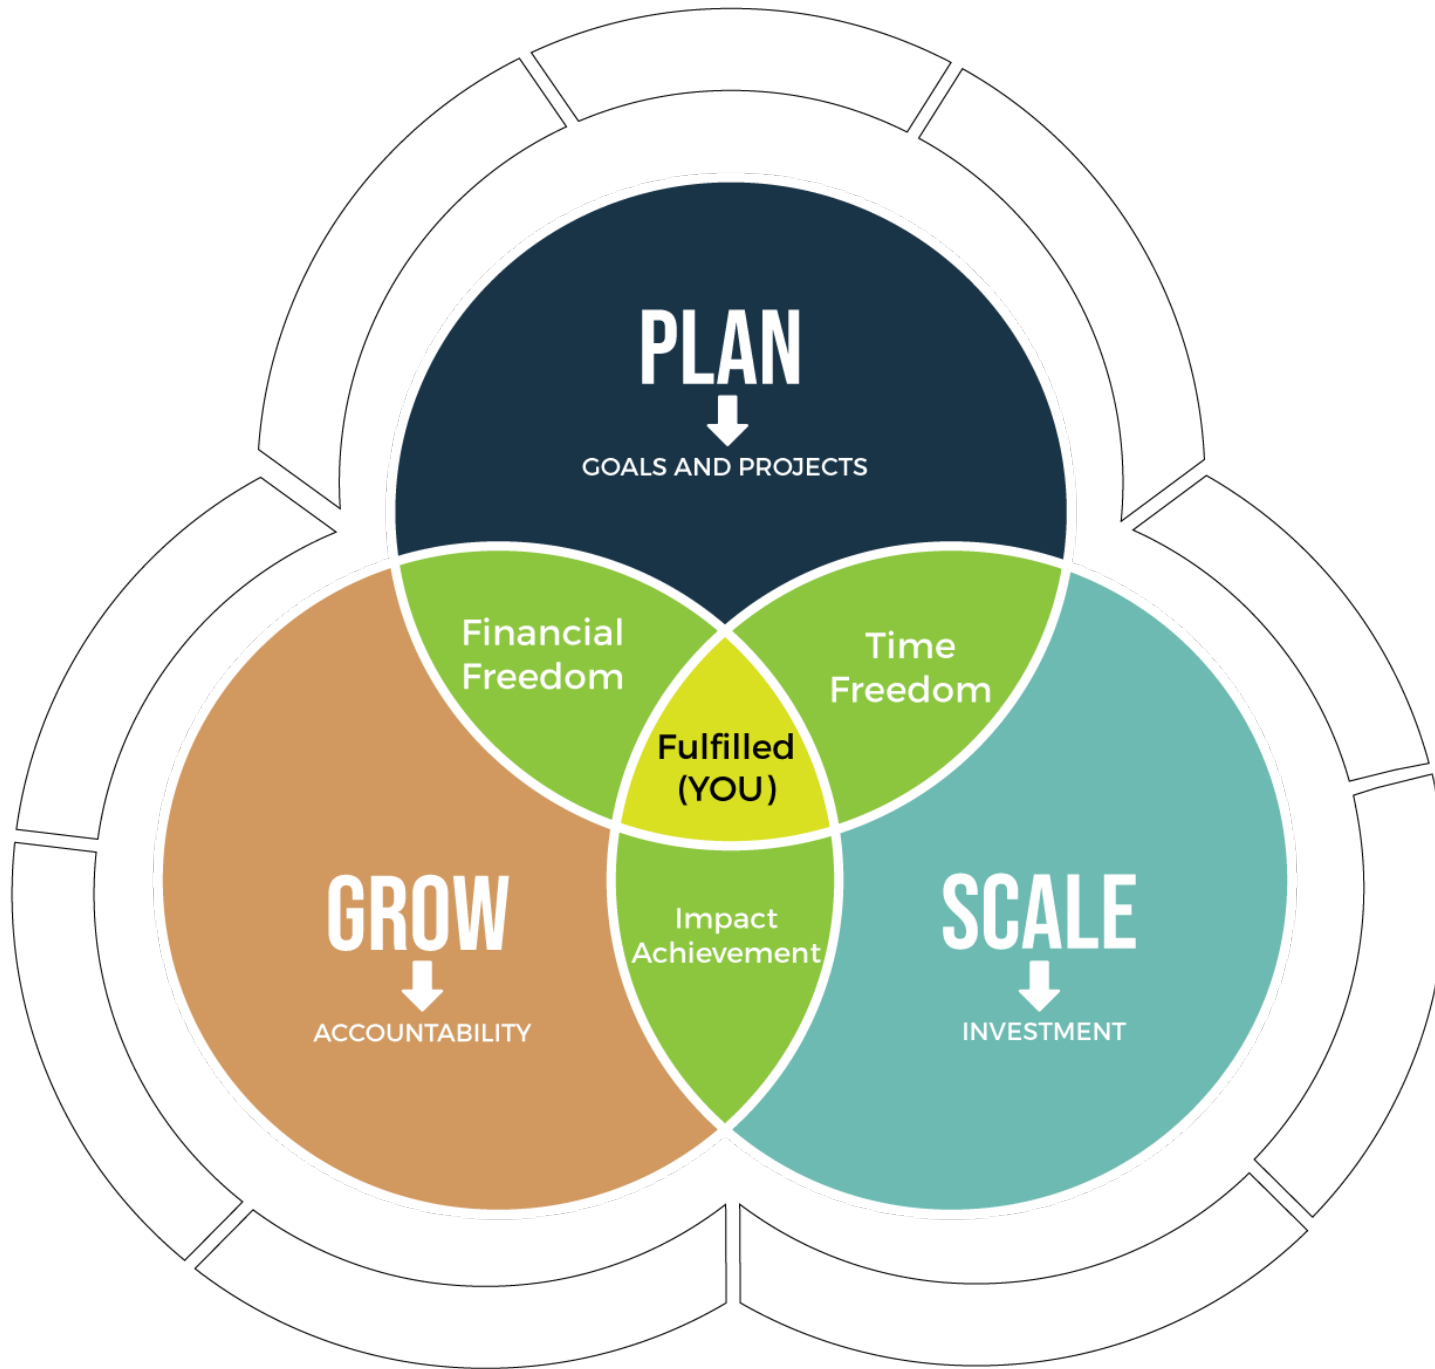 PLAN
GOALS AND PROJECTS
Financial
Freedom
Time
Freedom
Fulfilled
(YOU)
GROW
ACCOUNTABILITY
Impact
Achievement
SCALE
INVESTMENT